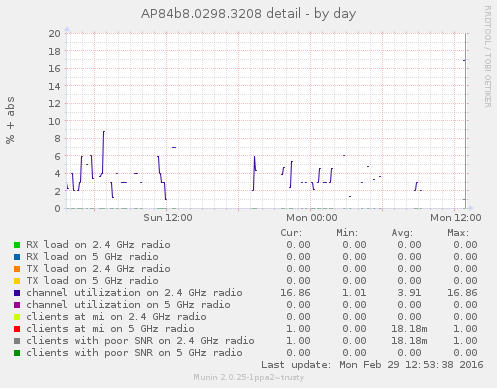 AP84b8.0298.3208 detail - by day
RRDTOOL / TOBI OETIKER
% + abs
20
18
16
14
12
10
8
6
4
2
0
Sun 12:00 Mon 00:00 Mon 12:00
Cur: Min: Avg: Max:
RX load on 2.4 GHz radio 0.00 0.00 0.00 0.00
RX load on 5 GHz radio 0.00 0.00 0.00 0.00
TX load on 2.4 GHz radio 0.00 0.00 0.00 0.00
TX load on 5 GHz radio 0.00 0.00 0.00 0.00
channel utilization on 2.4 GHz radio 16.86 1.01 3.91 16.86
channel utilization on 5 GHz radio 0.00 0.00 0.00 0.00
clients at mi on 2.4 GHz radio 0.00 0.00 0.00 0.00
clients at mi on 5 GHz radio 1.00 0.00 18.18m 1.00
clients with poor SNR on 2.4 GHz radio 1.00 0.00 18.18m 1.00
clients with poor SNR on 5 GHz radio 0.00 0.00 0.00 0.00
Last update: Mon Feb 29 12:53:38 2016
Munin 2.0.25-1ppa2~trusty